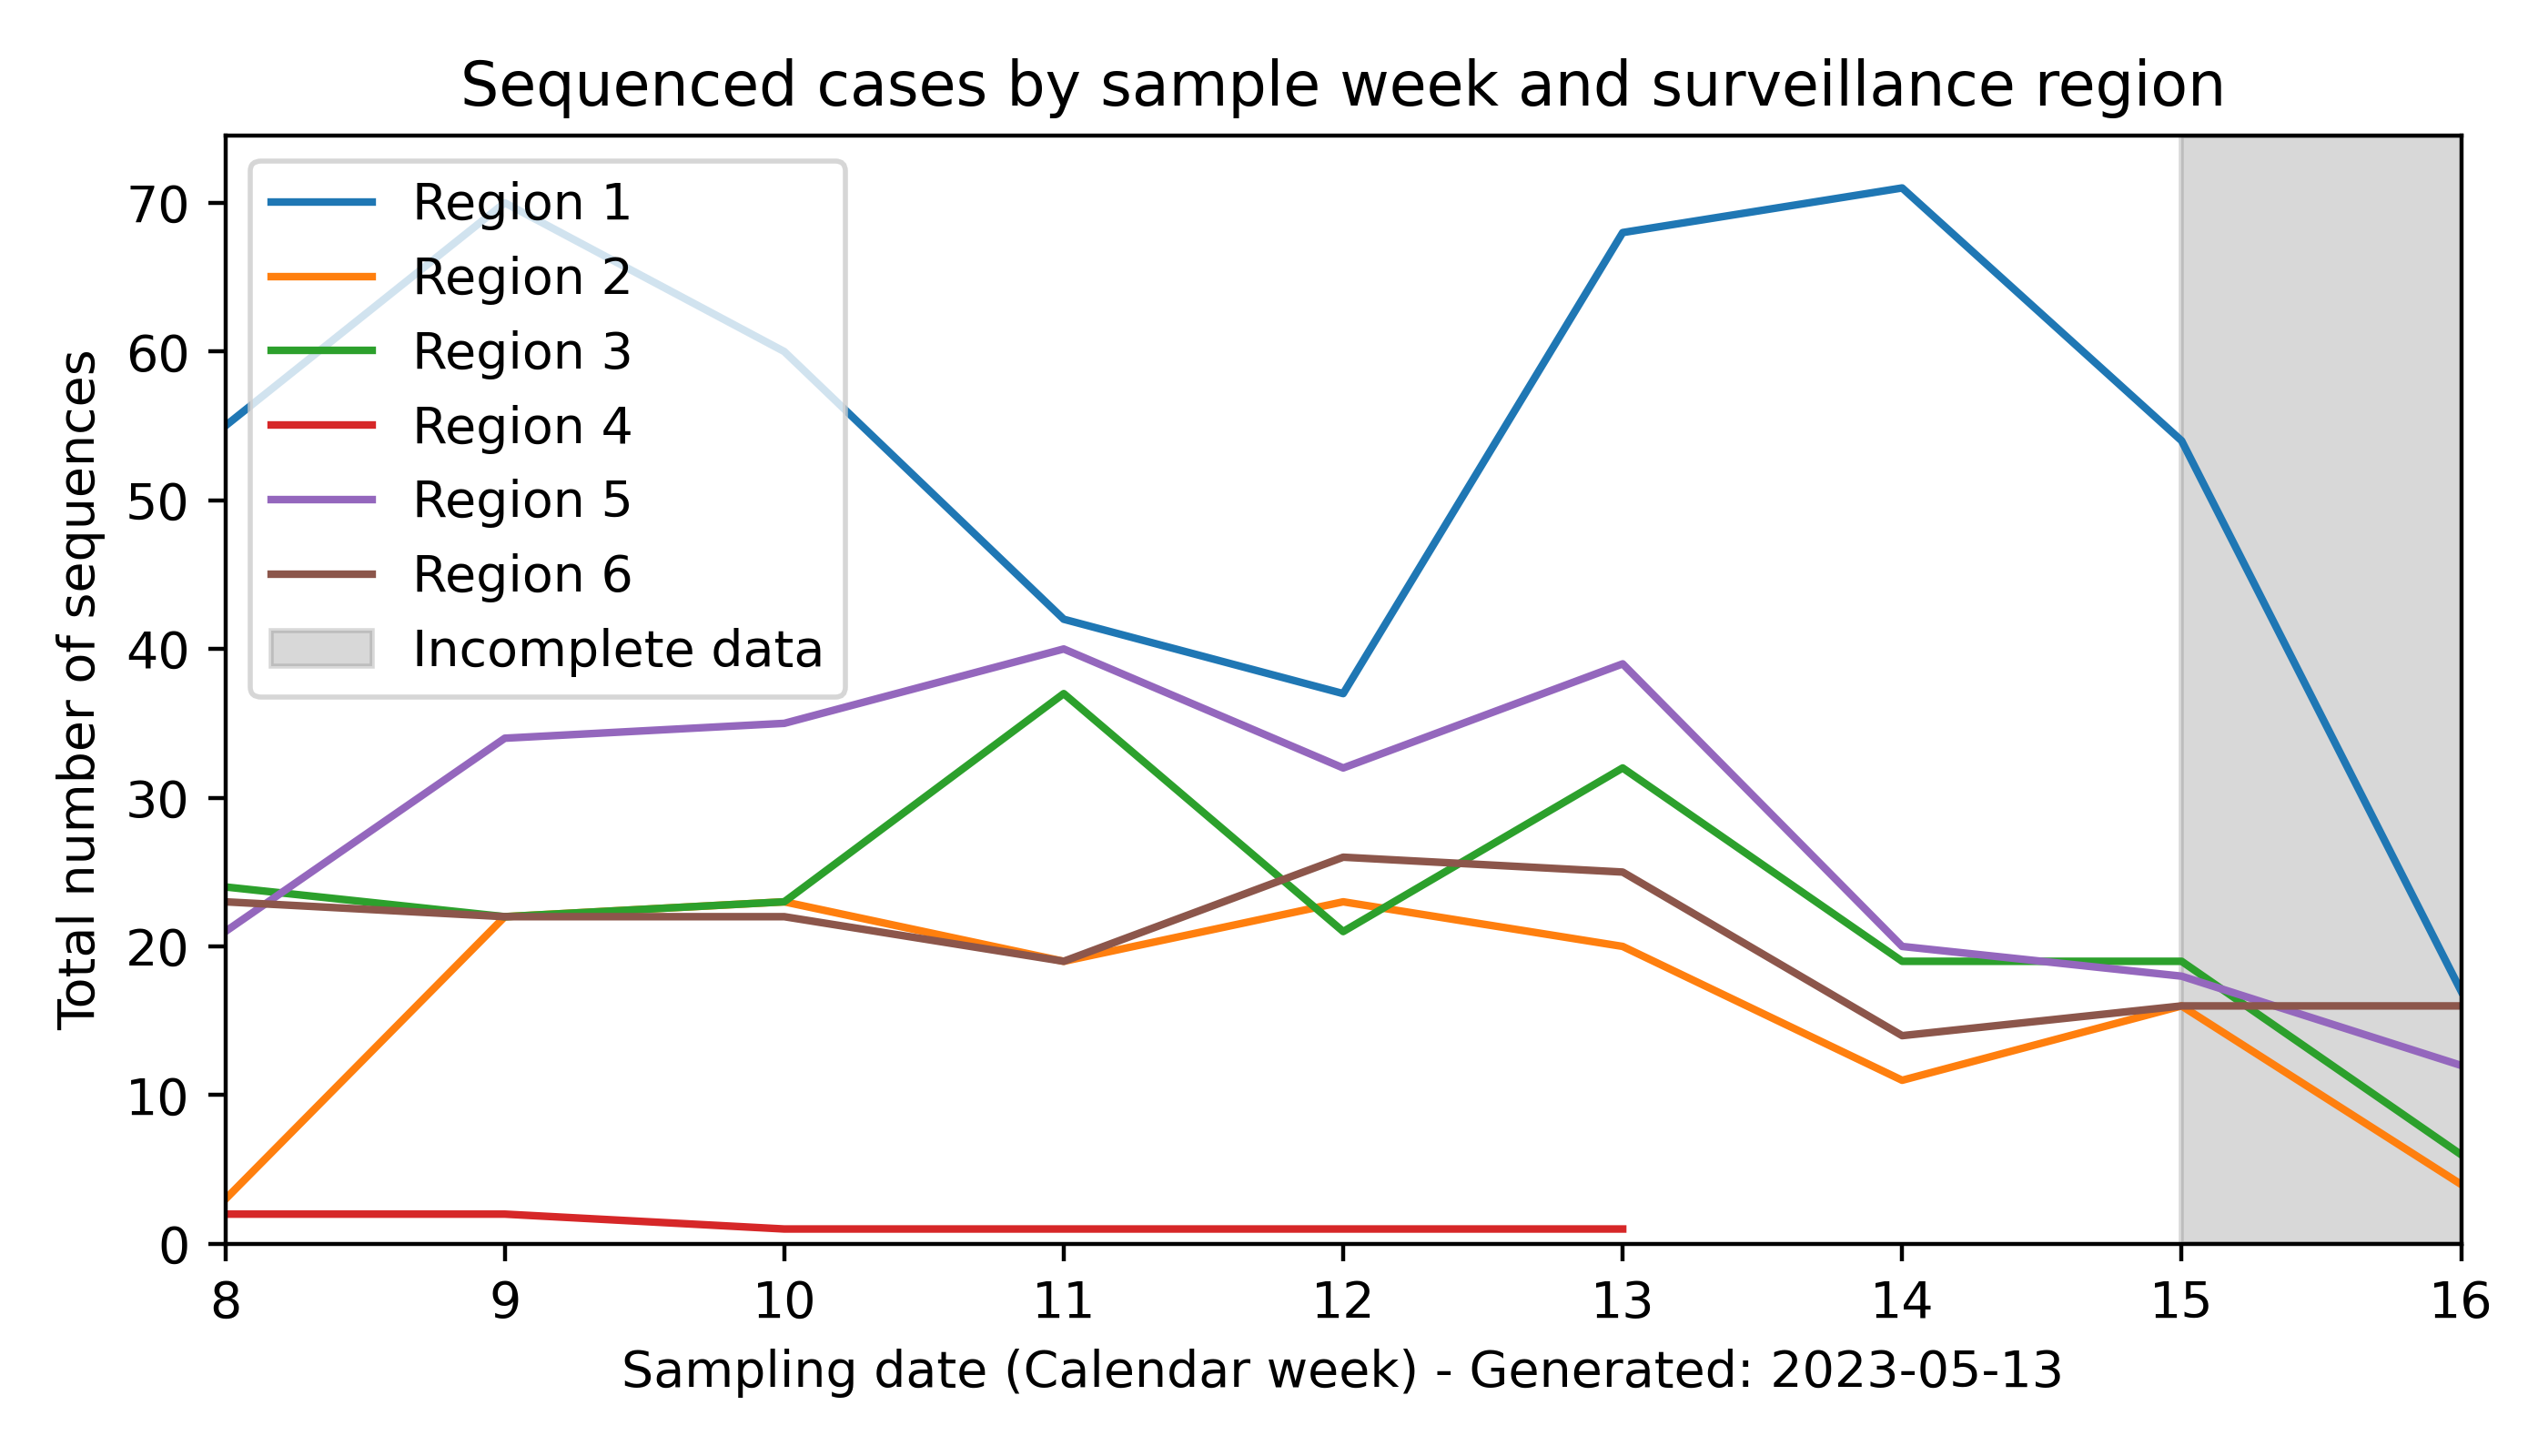 Sequenced cases by sample week and surveillance region
Total number of sequences
70
60
50
40
30
20
10
0
Region 1
Region 2
Region 3
Region 4
Region 5
Region 6
Incomplete data
8 9 10 11 12 13 14 15 16
Sampling date (Calendar week) - Generated: 2023-05-13